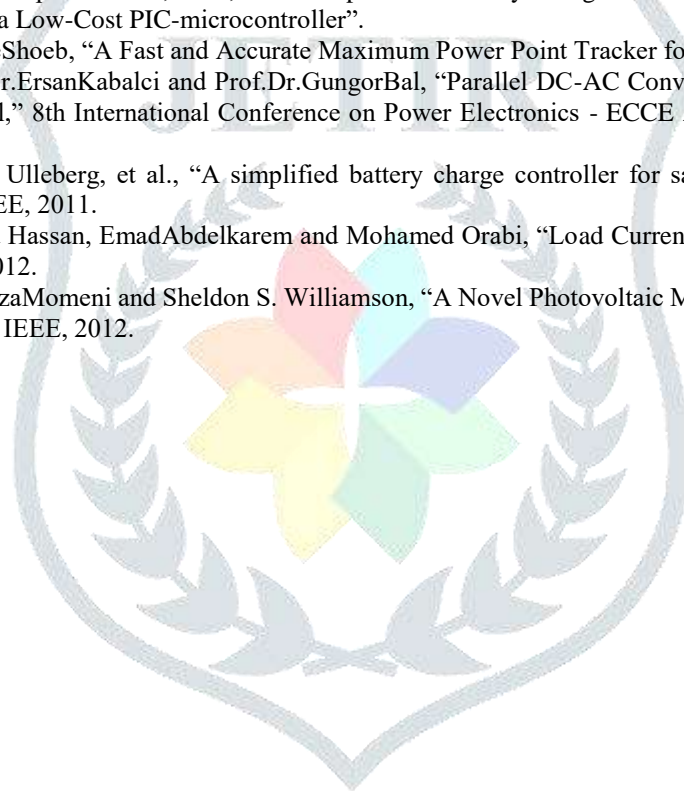 a Low-Cost PIC-microcontroller”.
Shoeb, “A Fast and Accurate Maximum Power Point Tracker fo
r.ErsanKabalci and Prof.Dr.GungorBal, “Parallel DC-AC Conv
l,” 8th International Conference on Power Electronics - ECCE
Ulleberg, et al., “A simplified battery charge controller for sa
EE, 2011.
Hassan, EmadAbdelkarem and Mohamed Orabi, “Load Curren
012.
zaMomeni and Sheldon S. Williamson, “A Novel Photovoltaic M
IEEE, 2012.
JETIR